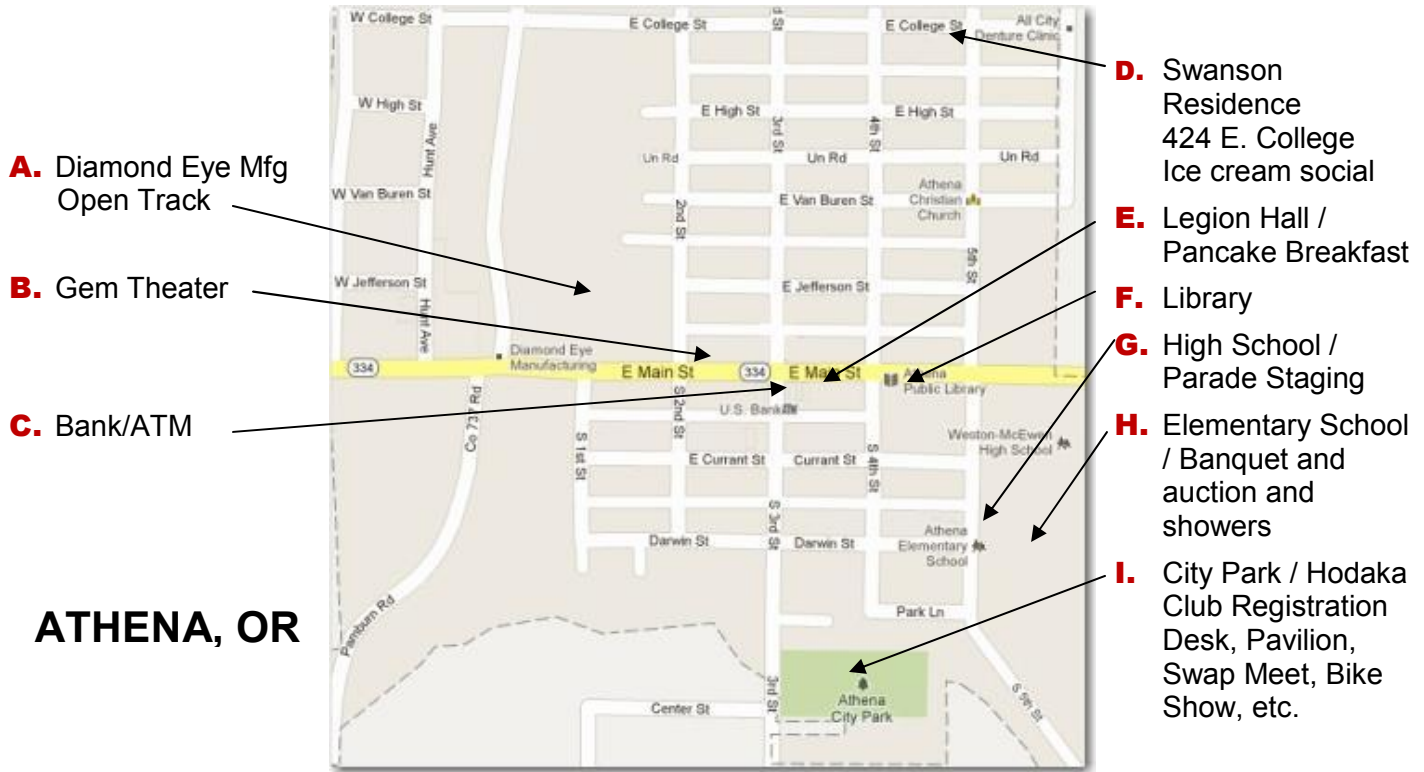 A. Diamond Eye Mfg
Open Track
B. Gem Theater
C. Bank/ATM
ATHENA, OR
W College St
E College St
3rd St
E College St
All City
Denture Clinic
W High St
E High St
E High St
Hunt Ave
3rd St
4th St
Un Rd
Un Rd
Un Rd
W Van Buren St
E Van Buren St
Athena
Christian
Church
2nd St
5th St
W Jefferson St
E Jefferson St
Hunt Ave
Diamond Eye
Manufacturing
334
E Main St
334
E Main St
Athena
Public Library
U.S. Bank
Co 737 Rd
S 1st St
S 2nd St
E Currant St
Currant St
S 4th St
Weston-McEwen
High School
S 3rd St
Darwin St
Darwin St
Athena
Elementary
School
Pambrun Rd
Park Ln
3rd St
Center St
Athena
City Park
S 5th St
D. Swanson
Residence
424 E. College
Ice cream social
E. Legion Hall /
Pancake Breakfast
F. Library
G. High School /
Parade Staging
H. Elementary School
/ Banquet and
auction and
showers
I. City Park / Hodaka
Club Registration
Desk, Pavilion,
Swap Meet, Bike
Show, etc.